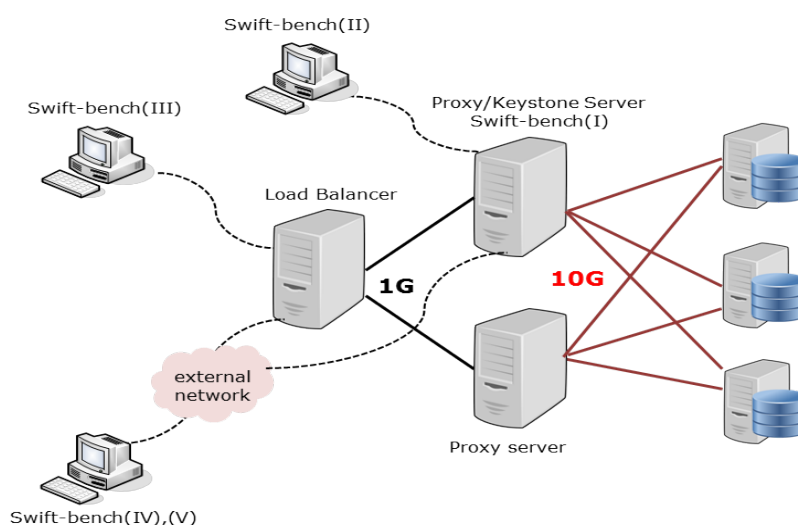 Swift-bench(II)
Proxy/Keystone Server
Swift-bench(I)
Swift-bench(III)
Load Balancer
1G
10G
external
network
Proxy server
Swift-bench(IV),(V)